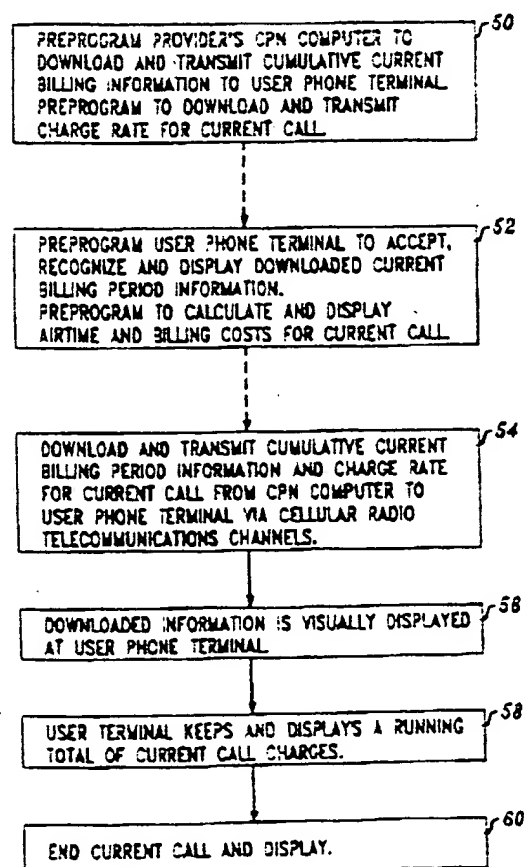 50
PREPROGRAM PROVIDER'S CPN COMPUTER TO
DOWNLOAD AND TRANSMIT CUMULATIVE CURRENT
BILLING INFORMATION TO USER PHONE TERMINAL.
PREPROGRAM TO DOWNLOAD AND TRANSMIT
CHARGE RATE FOR CURRENT CALL.
52
PREPROGRAM USER PHONE TERMINAL TO ACCEPT,
RECOGNIZE AND DISPLAY DOWNLOADED CURRENT
BILLING PERIOD INFORMATION.
PREPROGRAM TO CALCULATE AND DISPLAY
AIRTIME AND BILLING COSTS FOR CURRENT CALL.
54
DOWNLOAD AND TRANSMIT CUMULATIVE CURRENT
BILLING PERIOD INFORMATION AND CHARGE RATE
FOR CURRENT CALL FROM CPN COMPUTER TO
USER PHONE TERMINAL VIA CELLULAR RADIO
TELECOMMUNICATIONS CHANNELS.
56
DOWNLOADED INFORMATION IS VISUALLY DISPLAYED
AT USER PHONE TERMINAL
58
USER TERMINAL KEEPS AND DISPLAYS A RUNNING
TOTAL OF CURRENT CALL CHARGES.
60
END CURRENT CALL AND DISPLAY.